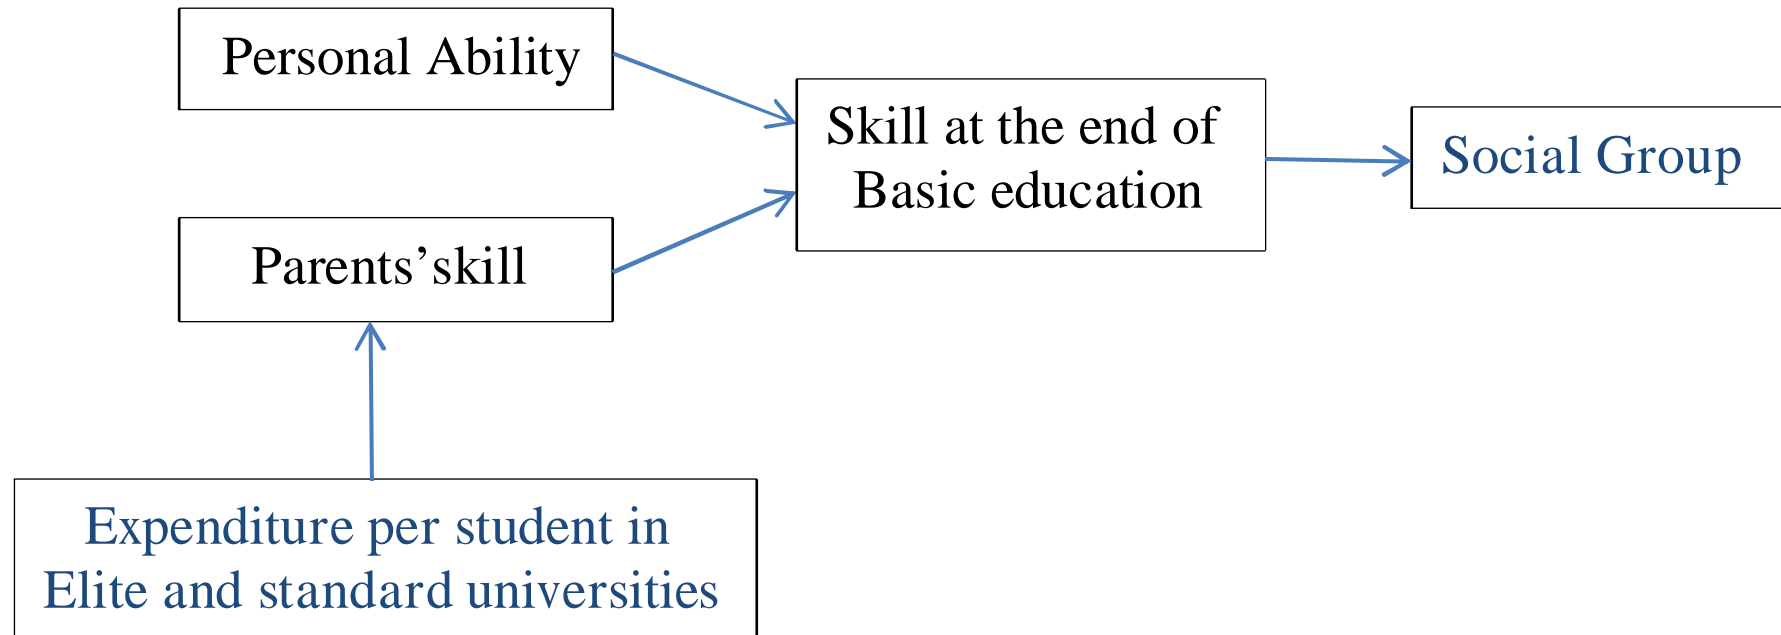 Personal Ability
Skill at the end of
Basic education
Social Group
Parents’skill
Expenditure per student in
Elite and standard universities